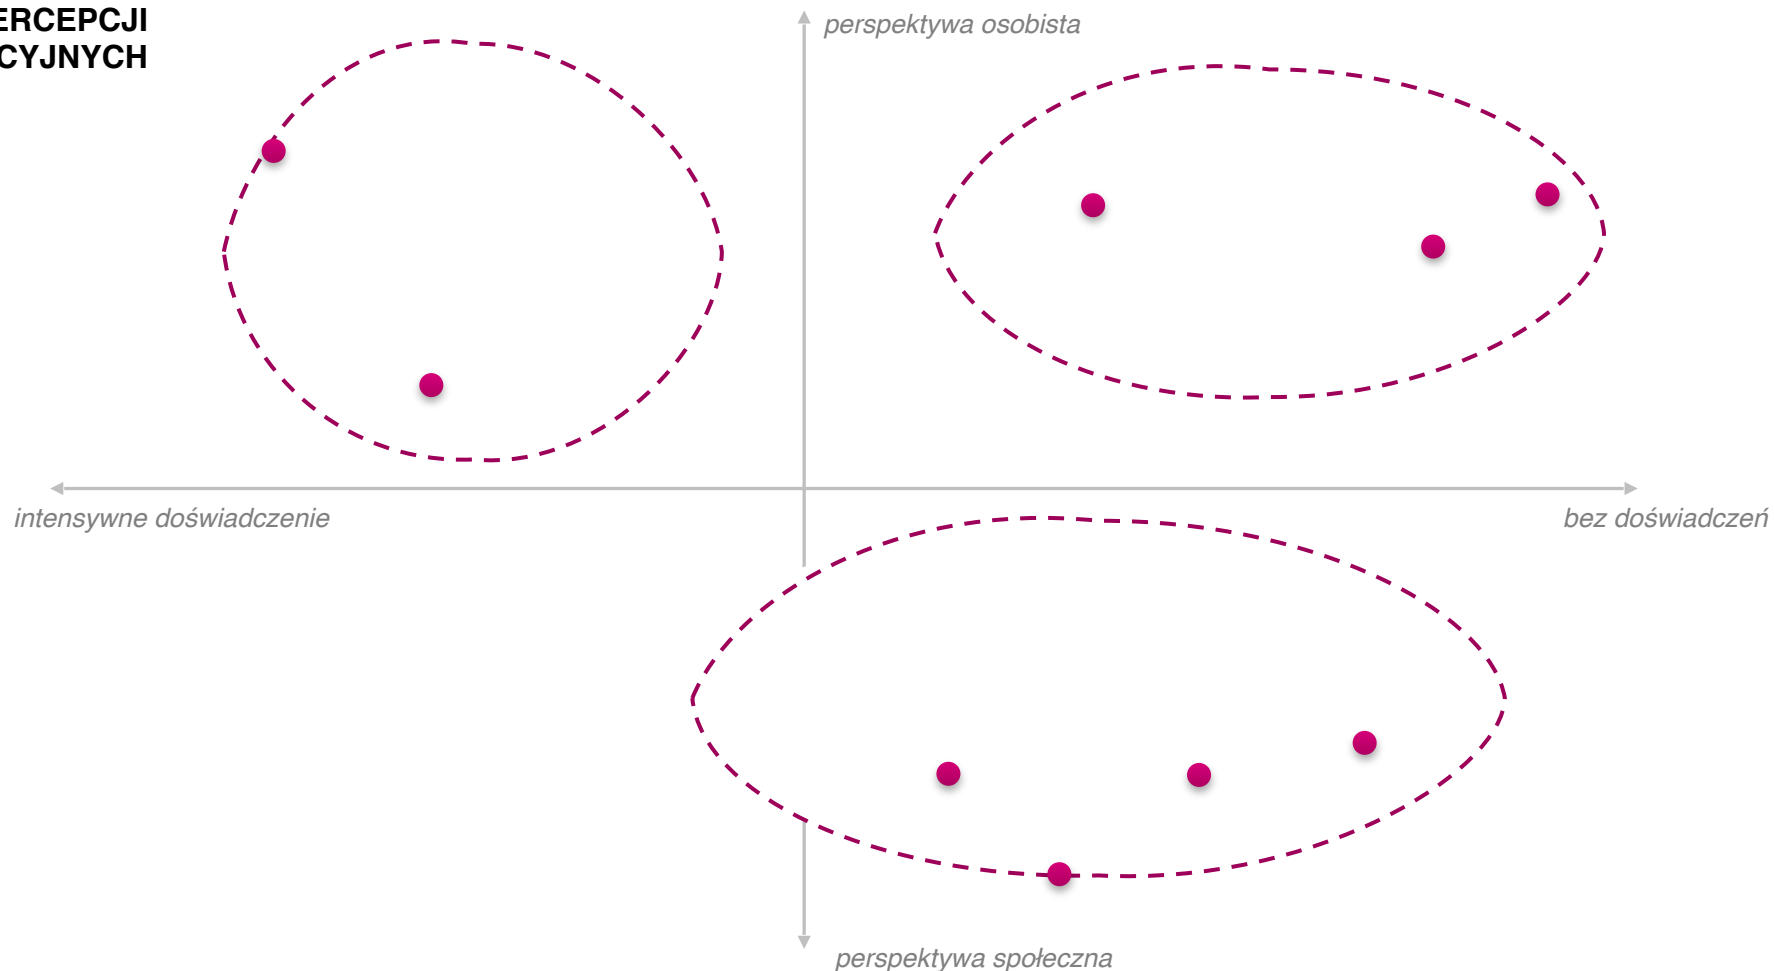 ERCEPCJI
CYJNYCH
perspektywa osobista
intensywne doświadczenie
bez doświadczeń
perspektywa społeczna